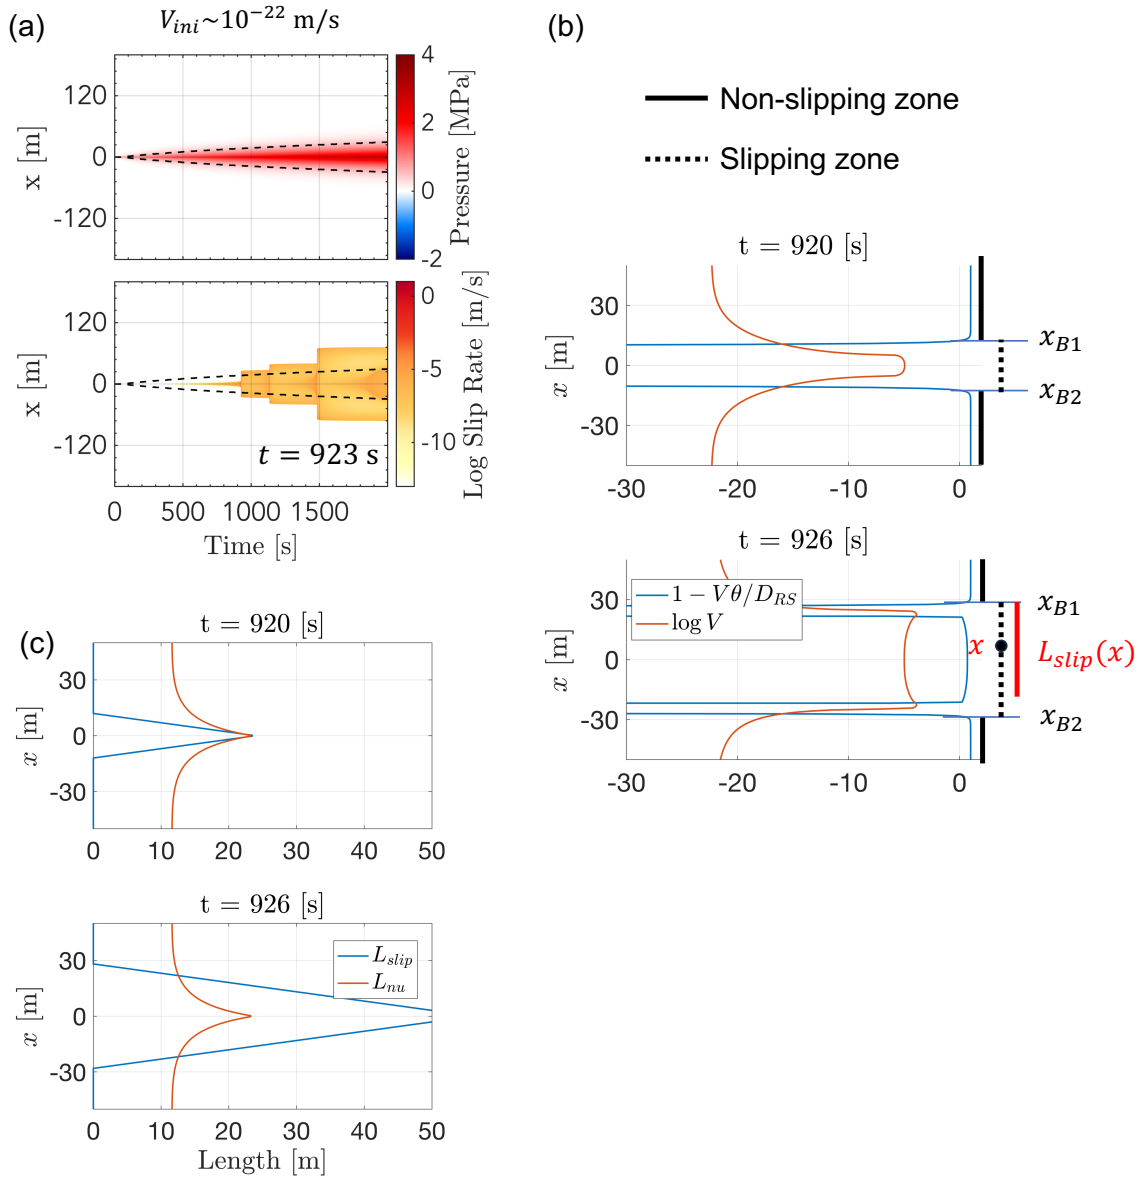 (a)
V_ini~10^−22 m/s
120
0
-120
x [m]
4
2
0
-2
Pressure [MPa]
120
0
-120
x [m]
t = 923 s
0
-5
-10
Log Slip Rate [m/s]
0 500 1000 1500
Time [s]
(b)
Non-slipping zone
Slipping zone
t = 920 [s]
30
0
-30
x [m]
x_B1
x_B2
-30 -20 -10 0
t = 926 [s]
30
0
-30
x [m]
1 − Vθ/D_RS
log V
x_B1
x
L_slip(x)
x_B2
-30 -20 -10 0
(c)
t = 920 [s]
30
0
-30
x [m]
0 10 20 30 40 50
t = 926 [s]
30
0
-30
x [m]
L_slip
L_nu
0 10 20 30 40 50
Length [m]